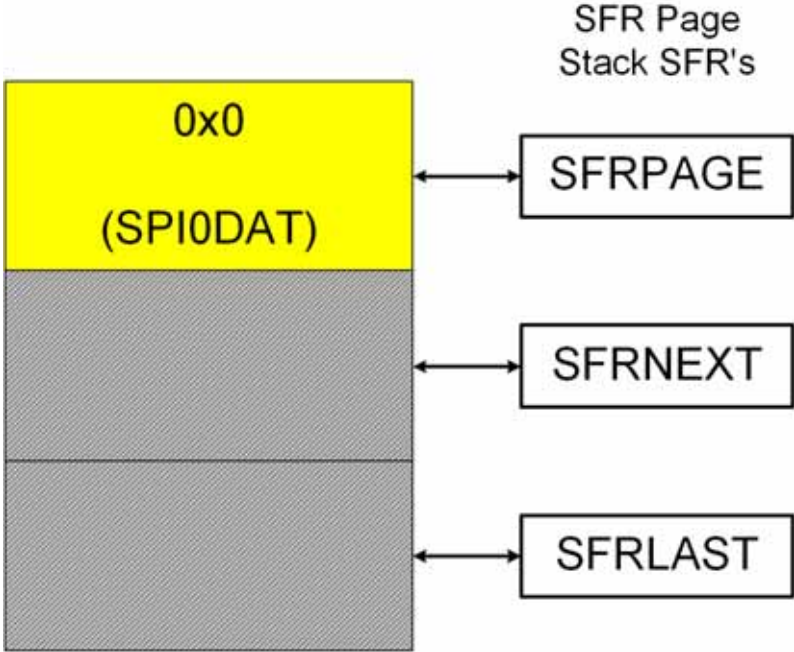 SFR Page
Stack SFR's
0x0
(SPI0DAT)
SFRPAGE
SFRNEXT
SFRLAST